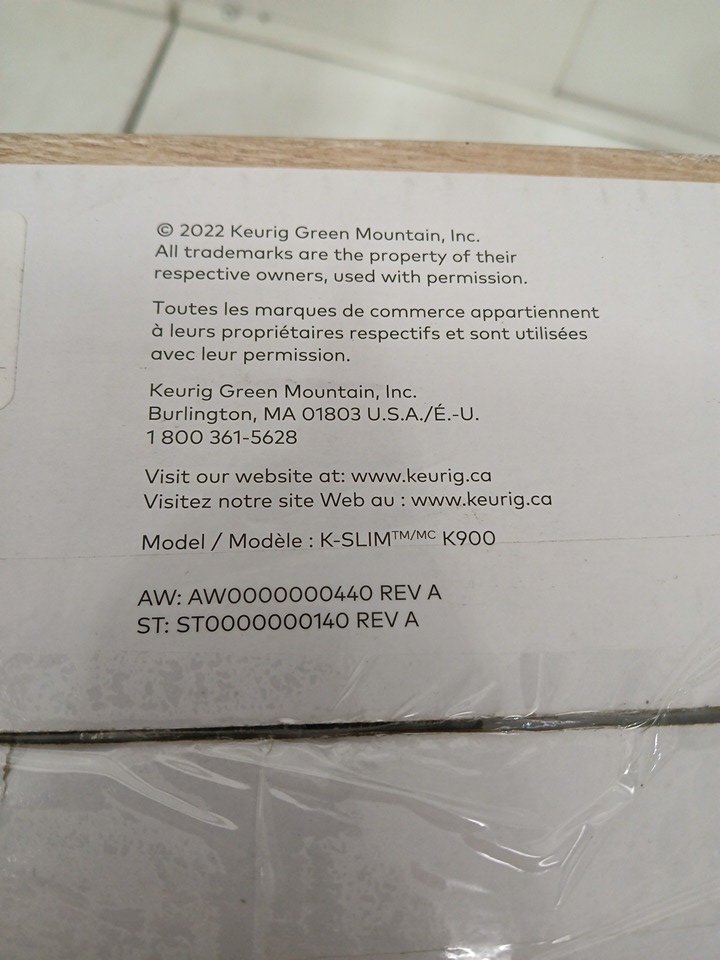 © 2022 Keurig Green Mountain, Inc.
All trademarks are the property of their
respective owners, used with permission.
Toutes les marques de commerce appartiennent
à leurs propriétaires respectifs et sont utilisées
avec leur permission.
Keurig Green Mountain, Inc.
Burlington, MA 01803 U.S.A./É.-U.
1 800 361-5628
Visit our website at: www.keurig.ca
Visitez notre site Web au : www.keurig.ca
Model / Modèle : K-SLIM™/MC K900
AW: AW0000000440 REV A
ST: ST0000000140 REV A